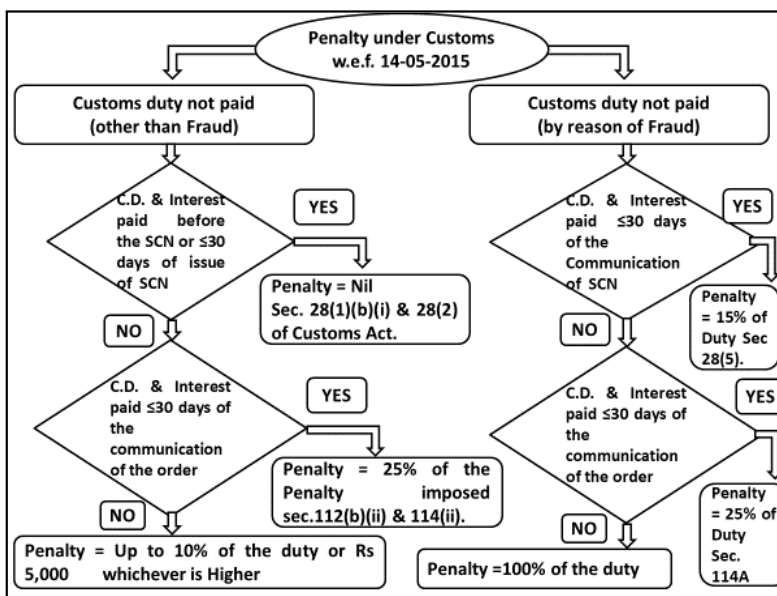 Penalty under Customs
w.e.f. 14-05-2015
Customs duty not paid
(other than Fraud)
Customs duty not paid
(by reason of Fraud)
C.D. & Interest
paid before
the SCN or ≤30
days of issue
of SCN
YES
Penalty = Nil
Sec. 28(1)(b)(i) & 28(2)
of Customs Act.
NO
C.D. & Interest
paid ≤30 days of
the
communication
of the order
YES
Penalty = 25% of the
Penalty imposed
sec.112(b)(ii) & 114(ii).
NO
Penalty = Up to 10% of the duty or Rs
5,000 whichever is Higher
C.D. & Interest
paid ≤30 days
of the
Communication
of SCN
YES
Penalty
= 15% of
Duty Sec
28(5).
NO
C.D. & Interest
paid ≤30 days of
the
communication
of the order
YES
Penalty
= 25% of
Duty
Sec.
114A
NO
Penalty =100% of the duty